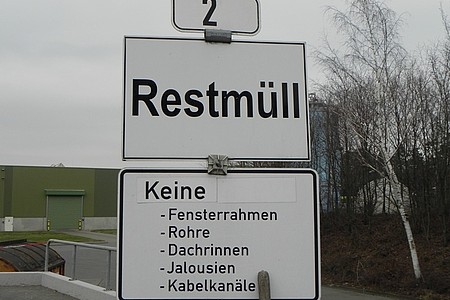 2
Restmüll
Keine
-Fensterrahmen
-Rohre
-Dachrinnen
-Jalousien
-Kabelkanäle